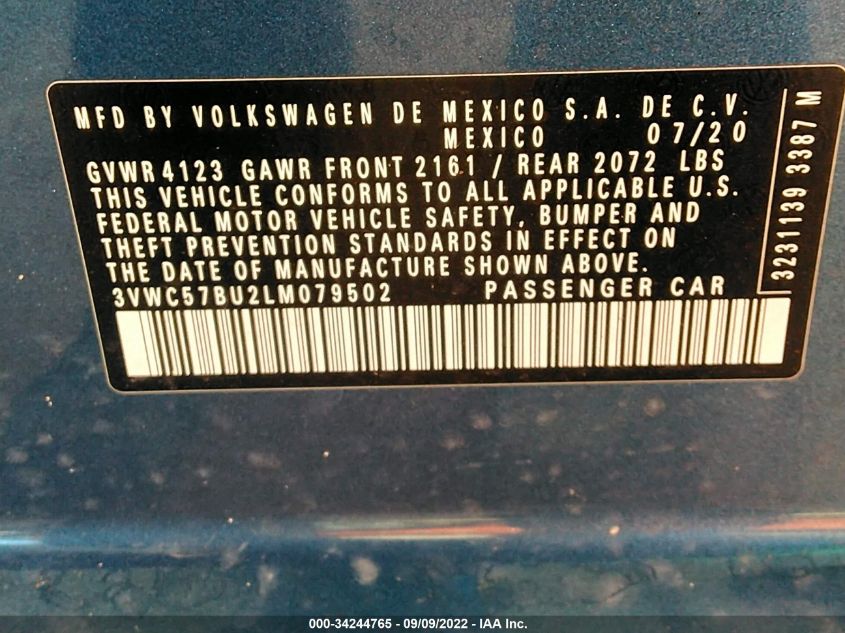 MFD BY VOLKSWAGEN DE MEXICO S.A. DE C.V.
MEXICO 07/20
GVWR 4123 GAWR FRONT 2161 / REAR 2072 LBS
THIS VEHICLE CONFORMS TO ALL APPLICABLE U.S.
FEDERAL MOTOR VEHICLE SAFETY, BUMPER AND
THEFT PREVENTION STANDARDS IN EFFECT ON
THE DATE OF MANUFACTURE SHOWN ABOVE.
3VWC57BU2LM079502 PASSENGER CAR
3231139 3387 M
000-34244765 - 09/09/2022 - IAA Inc.